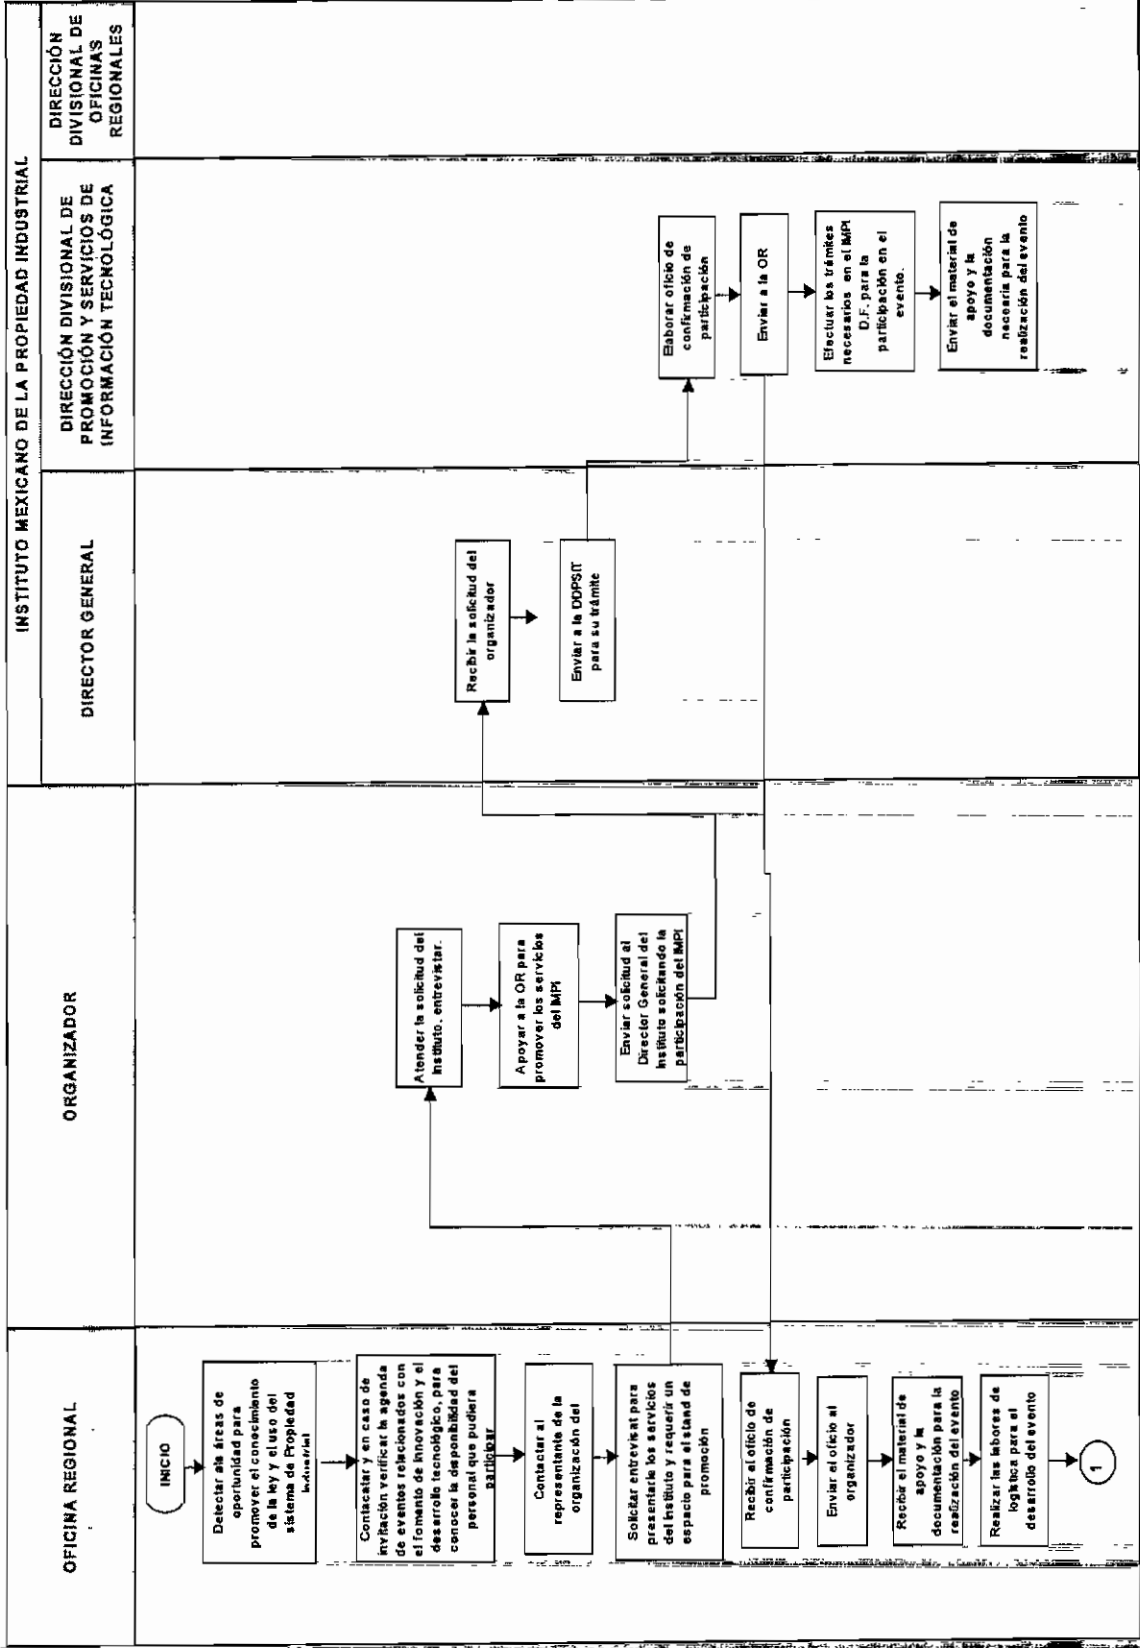 INSTITUTO MEXICANO DE LA PROPIEDAD INDUSTRIAL
OFICINA REGIONAL
ORGANIZADOR
DIRECTOR GENERAL
DIRECCIÓN DIVISIONAL DE
PROMOCIÓN Y SERVICIOS DE
INFORMACIÓN TECNOLÓGICA
DIRECCIÓN
DIVISIONAL DE
OFICINAS
REGIONALES
INICIO
Detectar als áreas de
oportunidad para
promover el conocimiento
de la ley y el uso del
sistema de Propiedad
Industrial
Contacatar y en caso de
invitación verificar la agenda
de eventos relacionados con
el fomento de innovación y el
desarrollo tecnológico, para
conocer la disponibilidad del
personal que pudiera
participar
Contactar al
representante de la
organización del
Solicitar entrevisat para
presentarle los servicios
del Instituto y requerir un
espacio para el stand de
promoción
Atender la solicitud del
Instituto. entrevistar.
Apoyar a la OR para
promover los servicios
del IMPI
Enviar solicitud al
Director General del
Instituto solicitando la
participación del IMPI
Recibir la solicitud del
organizador
Enviar a la DDPSIT
para su trámite
Elaborar oficio de
confirmación de
participación
Enviar a la OR
Efectuar los trámites
necesarios en el IMPI
D.F. para la
participación en el
evento.
Enviar el material de
apoyo y la
documentación
necesaria para la
realización del evento
Recibir el oficio de
confirmación de
participación
Enviar el oficio al
organizador
Recibir el material de
apoyo y la
documentación para la
realización del evento
Realizar las labores de
logística para el
desarrollo del evento
1